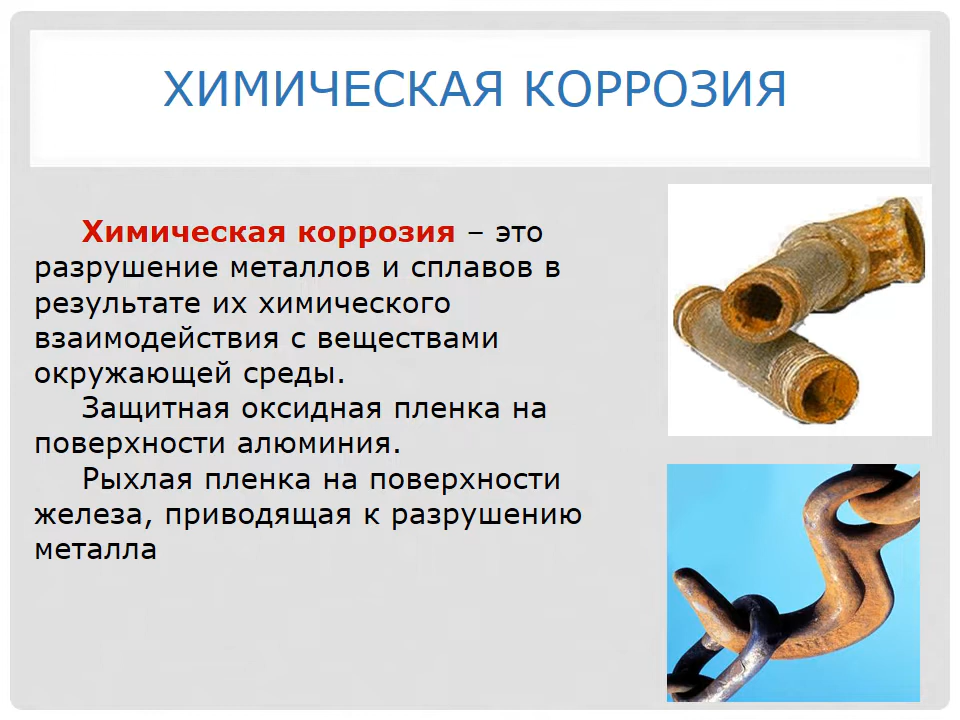 ХИМИЧЕСКАЯ КОРРОЗИЯ
Химическая коррозия – это
разрушение металлов и сплавов в
результате их химического
взаимодействия с веществами
окружающей среды.
Защитная оксидная пленка на
поверхности алюминия.
Рыхлая пленка на поверхности
железа, приводящая к разрушению
металла